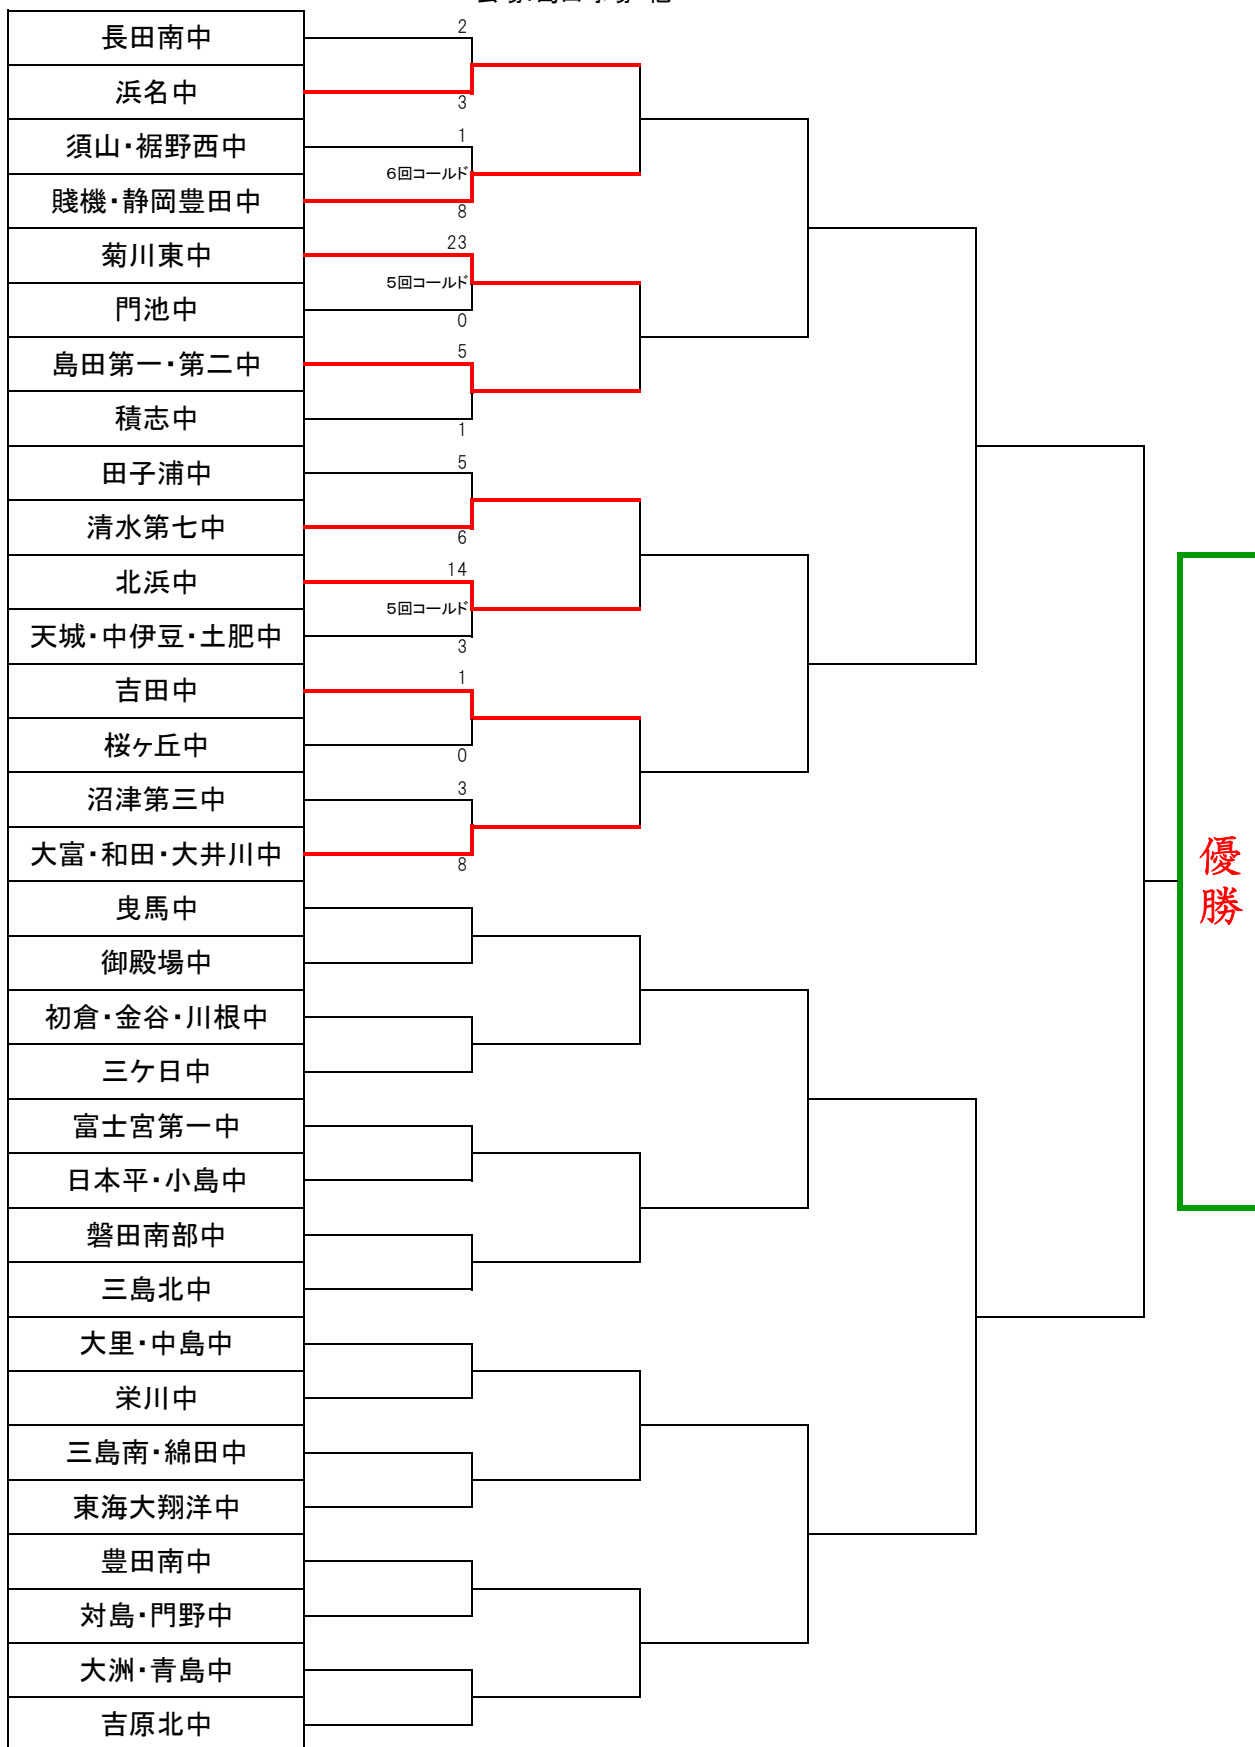 長田南中
2
浜名中
3
須山・裾野西中
1
6回コールド
賤機・静岡豊田中
8
菊川東中
23
5回コールド
門池中
0
島田第一・第二中
5
積志中
1
田子浦中
5
清水第七中
6
北浜中
14
5回コールド
天城・中伊豆・土肥中
3
吉田中
1
桜ヶ丘中
0
沼津第三中
3
大富・和田・大井川中
8
曳馬中
御殿場中
初倉・金谷・川根中
三ケ日中
富士宮第一中
日本平・小島中
磐田南部中
三島北中
大里・中島中
栄川中
三島南・錦田中
東海大翔洋中
豊田南中
対島・門野中
大洲・青島中
吉原北中
優勝